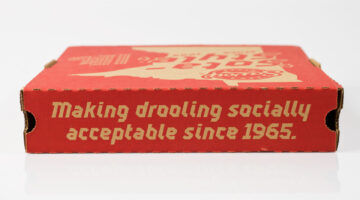 Making drooling socially
acceptable since 1965.